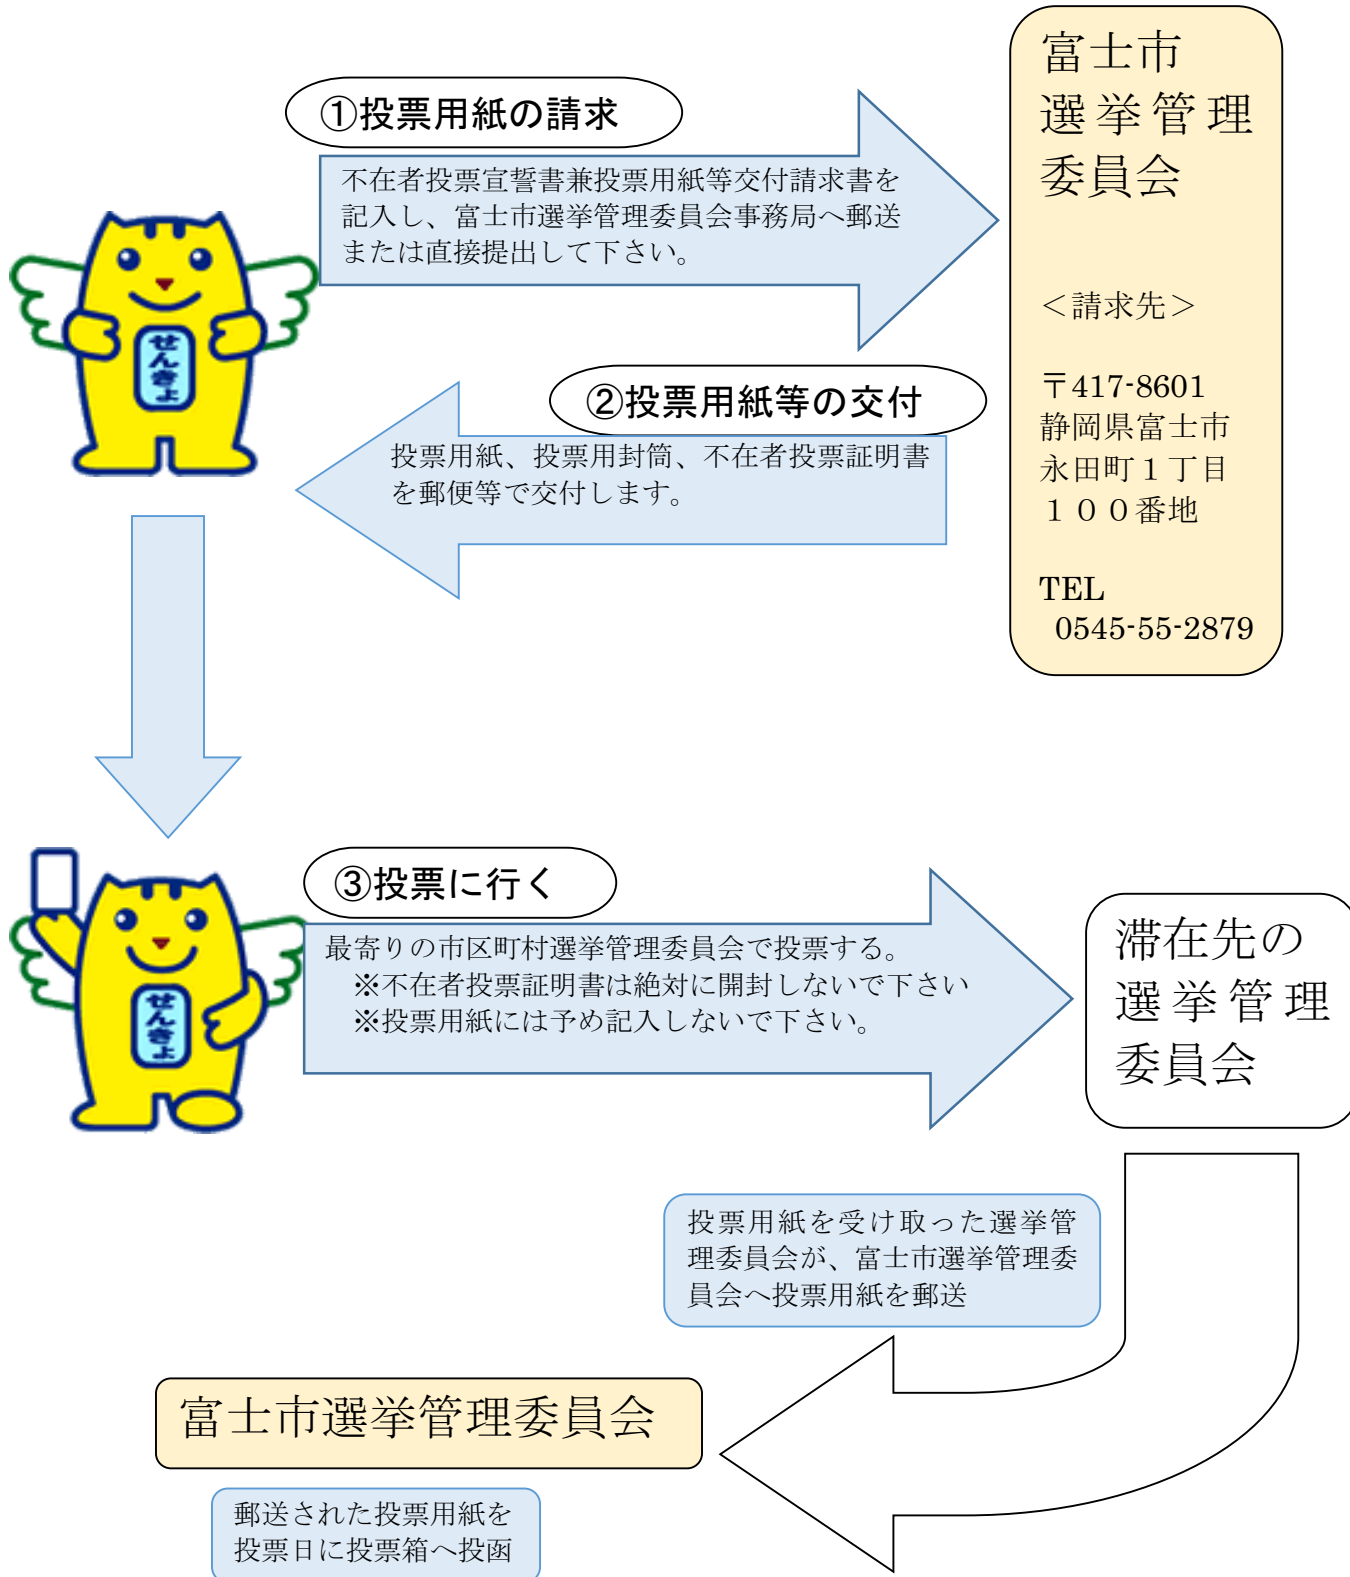 ①投票用紙の請求
不在者投票宣誓書兼投票用紙等交付請求書を
記入し、富士市選挙管理委員会事務局へ郵送
または直接提出して下さい。
富士市
選挙管理
委員会
＜請求先＞
〒417-8601
静岡県富士市
永田町１丁目
１００番地
TEL
0545-55-2879
せんきょ
②投票用紙等の交付
投票用紙、投票用封筒、不在者投票証明書
を郵便等で交付します。
③投票に行く
最寄りの市区町村選挙管理委員会で投票する。
※不在者投票証明書は絶対に開封しないで下さい
※投票用紙には予め記入しないで下さい。
せんきょ
滞在先の
選挙管理
委員会
投票用紙を受け取った選挙管
理委員会が、富士市選挙管理委
員会へ投票用紙を郵送
富士市選挙管理委員会
郵送された投票用紙を
投票日に投票箱へ投函